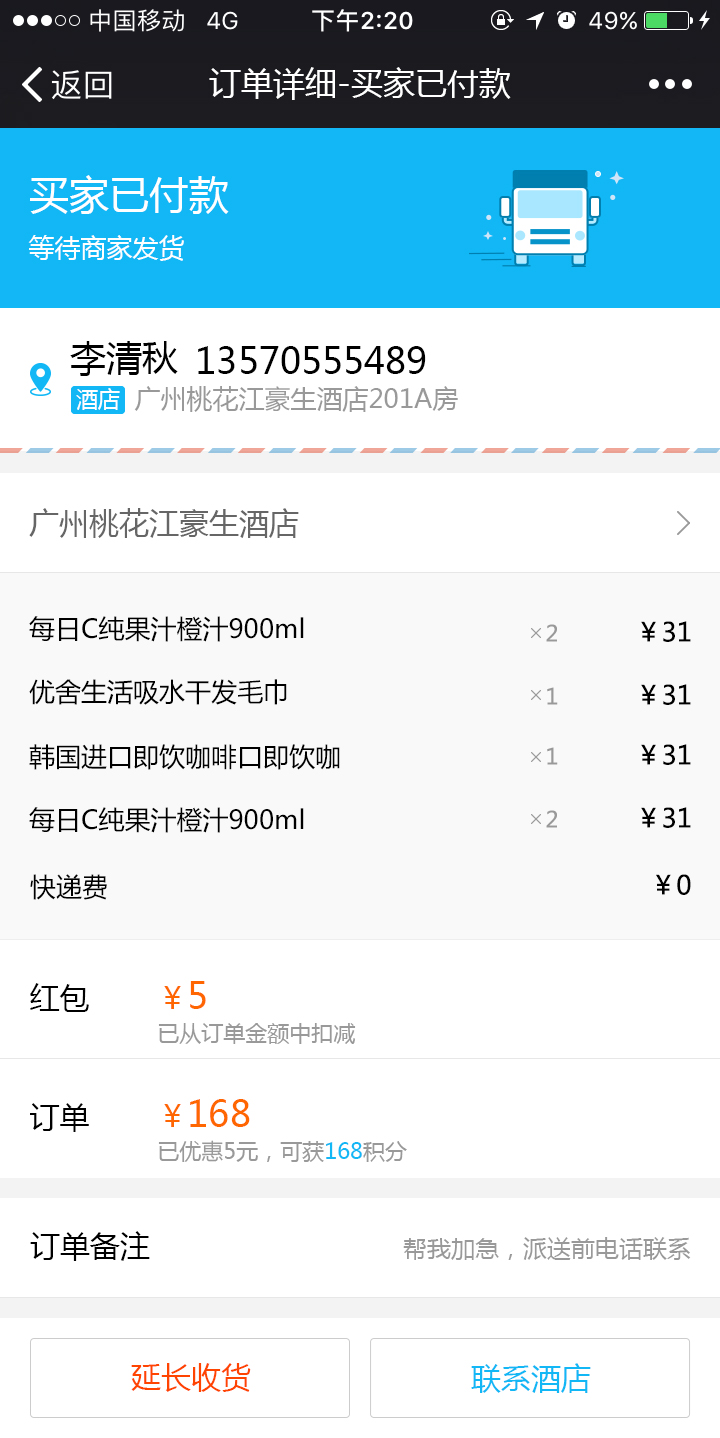 中国移动 4G 下午2:20 49%
返回 订单详细-买家已付款
买家已付款
等待商家发货
李清秋 13570555489
酒店 广州桃花江豪生酒店201A房
广州桃花江豪生酒店
每日C纯果汁橙汁900ml ×2 ¥31
优舍生活吸水干发毛巾 ×1 ¥31
韩国进口即饮咖啡口即饮咖 ×1 ¥31
每日C纯果汁橙汁900ml ×2 ¥31
快递费 ¥0
红包 ¥5
已从订单金额中扣减
订单 ¥168
已优惠5元，可获168积分
订单备注 帮我加急，派送前电话联系
延长收货 联系酒店